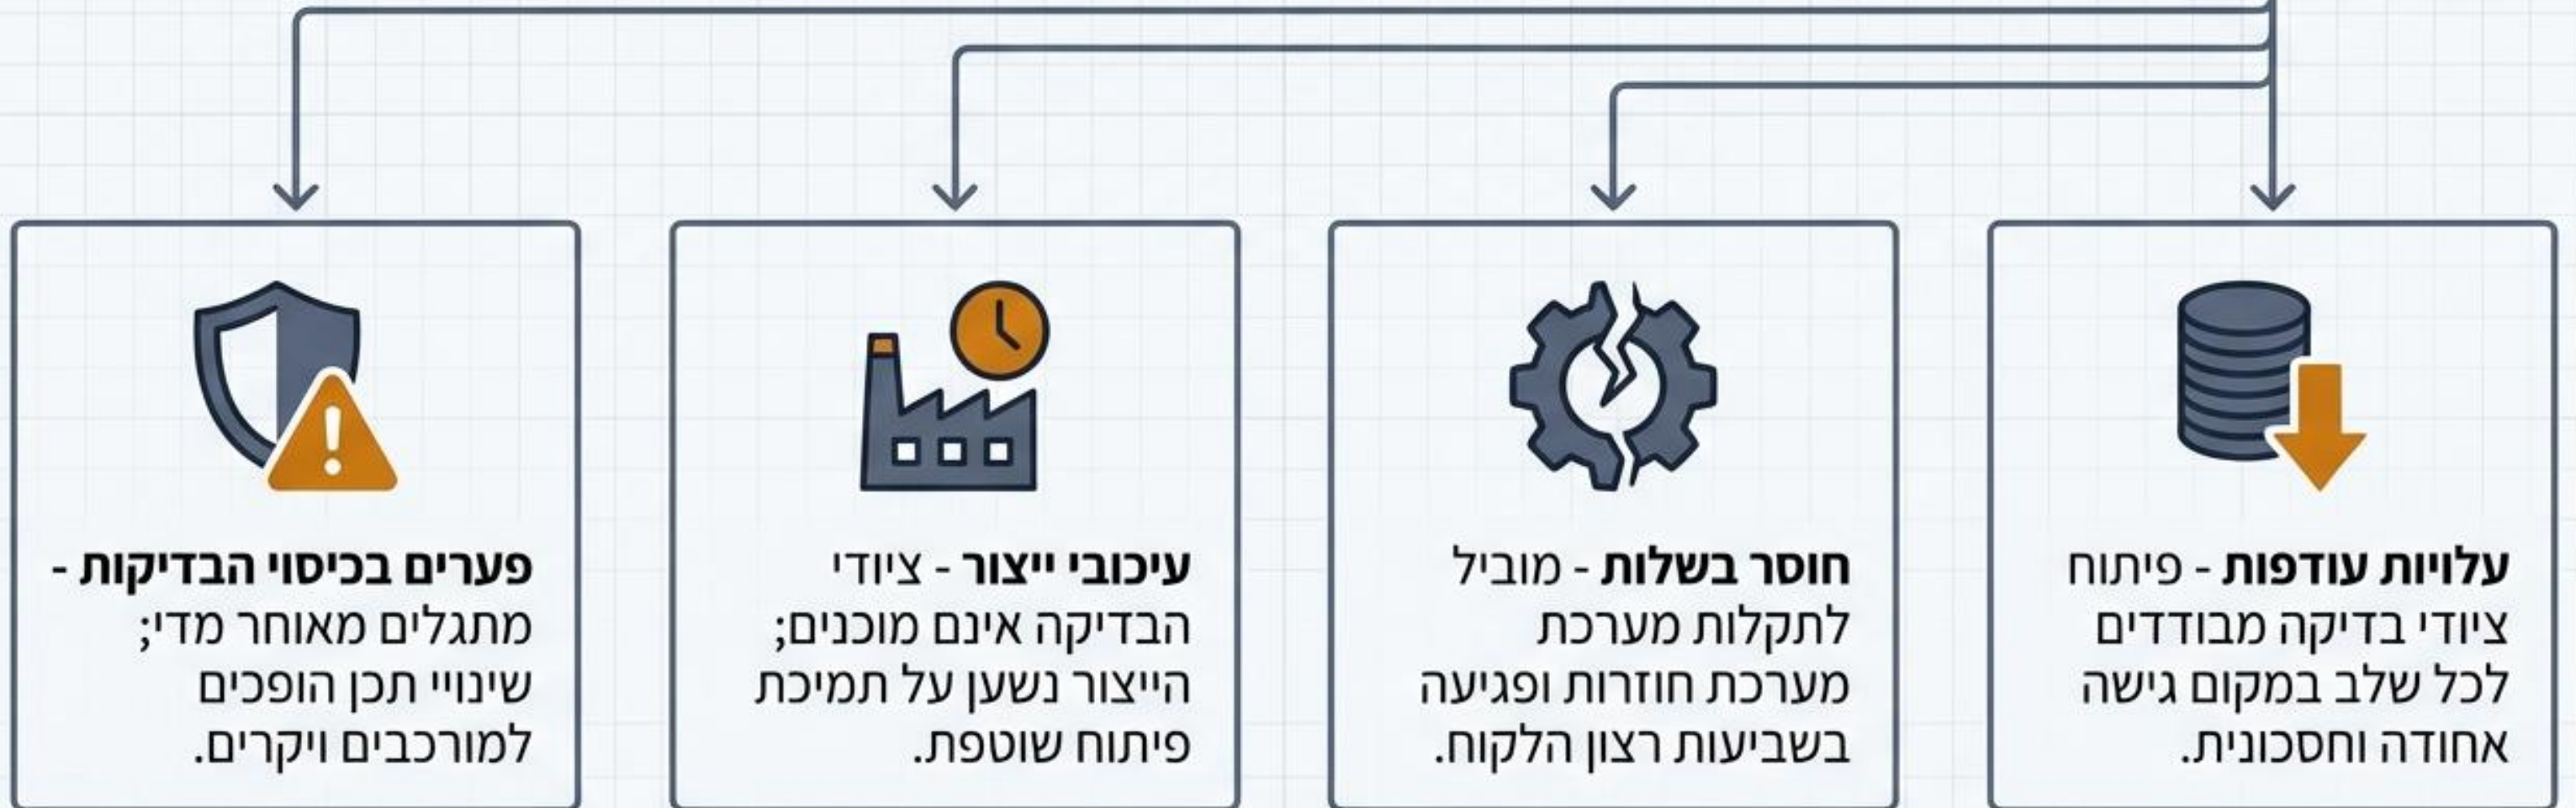 עלויות עודפות - פיתוח
ציודי בדיקה מבודדים
לכל שלב במקום גישה
אחודה וחסכונית.
חוסר בשלות - מוביל
לתקלות מערכת
מערכת חוזרות ופגיעה
בשביעות רצון הלקוח.
עיכובי ייצור - ציודי
הבדיקה אינם מוכנים;
הייצור נשען על תמיכת
פיתוח שוטפת.
פערים בכיסוי הבדיקות -
מתגלים מאוחר מדי;
שינויי תכן הופכים
למורכבים ויקרים.